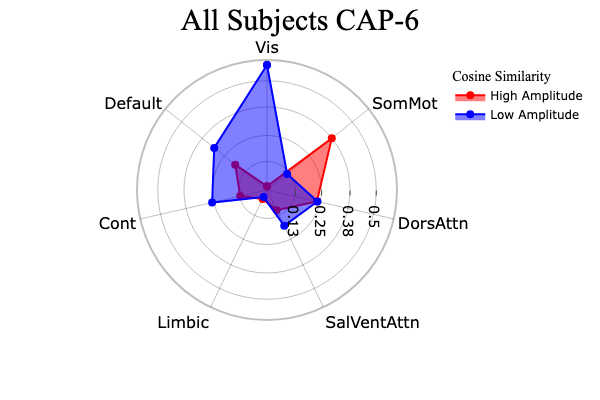 All Subjects CAP-6
Vis
Cosine Similarity
High Amplitude
Low Amplitude
Default
SomMot
Cont
DorsAttn
0.13
0.25
0.38
0.5
Limbic
SalVentAttn